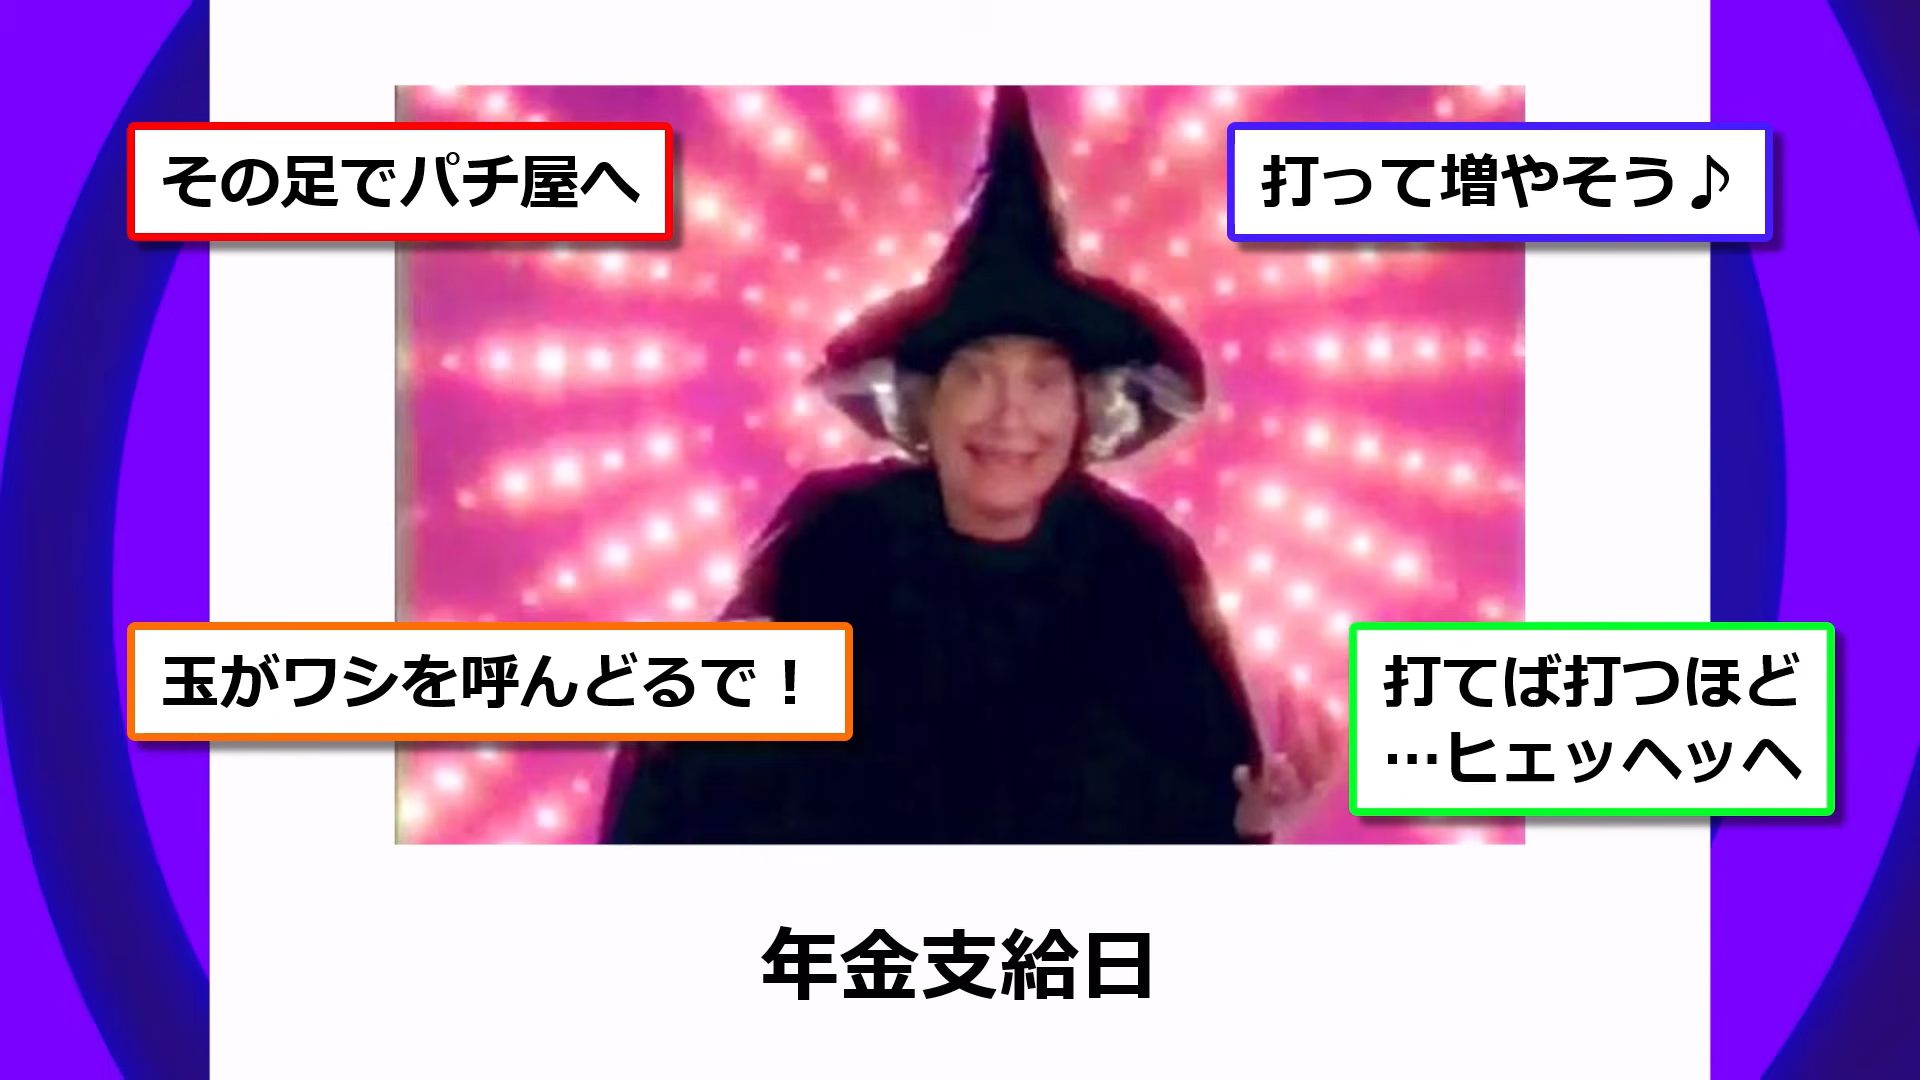 その足でパチ屋へ
打って増やそう♪
玉がワシを呼んどるで！
打てば打つほど
…ヒェッヘッヘ
年金支給日